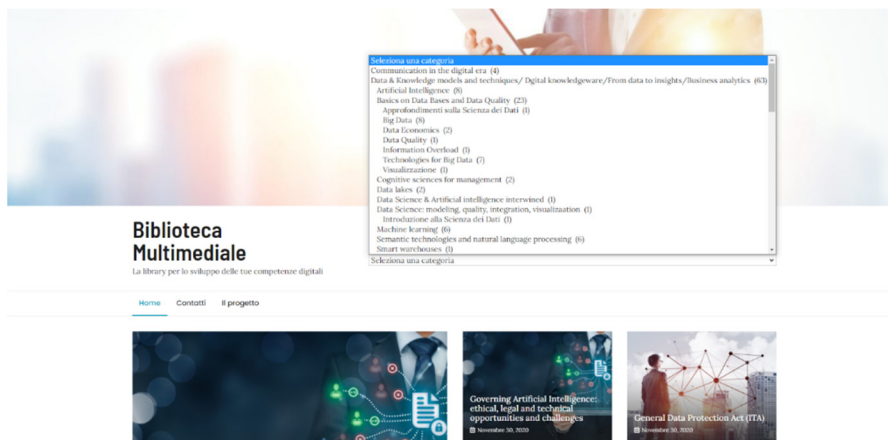 Seleziona una categoria
Communication in the digital era (4)
Data & Knowledge models and techniques/ Dgital knowledgeware/From data to insights/Business analytics (63)
Artificial Intelligence (8)
Basics on Data Bases and Data Quality (23)
Approfondimenti sulla Scienza dei Dati (1)
Big Data (8)
Data Economics (2)
Data Quality (1)
Information Overload (1)
Technologies for Big Data (7)
Visualizzazione (1)
Cognitive sciences for management (2)
Data lakes (2)
Data Science & Artificial intelligence interwined (1)
Data Science: modeling, quality, integration, visualizaation (1)
Introduzione alla Scienza dei Dati (1)
Machine learning (6)
Semantic technologies and natural language processing (6)
Smart warehouses (1)
Seleziona una categoria
Biblioteca
Multimediale
La library per lo sviluppo delle tue competenze digitali
Home Contatti Il progetto
Governing Artificial Intelligence:
ethical, legal and technical
opportunities and challenges
Novembre 30, 2020
General Data Protection Act (ITA)
Novembre 30, 2020